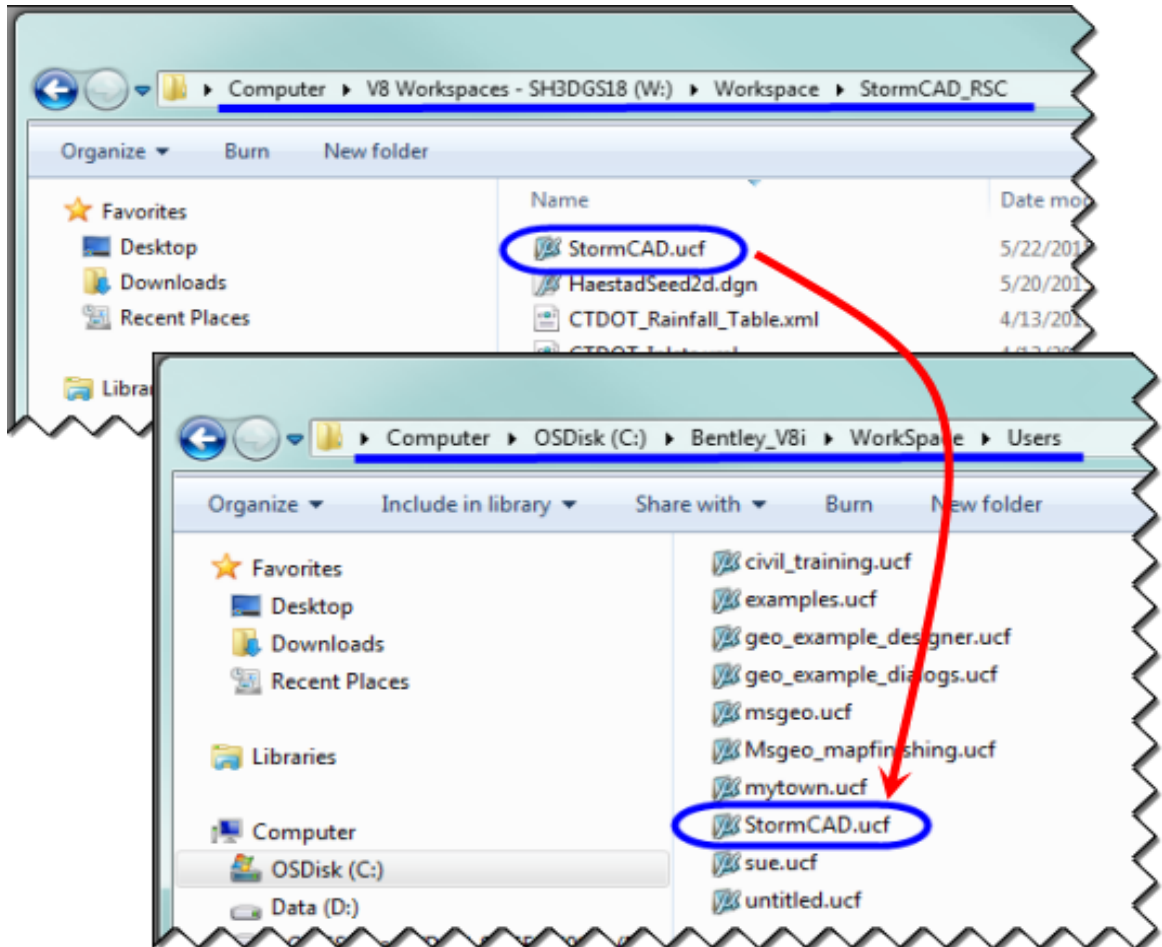 Computer ▸ V8 Workspaces - SH3DGS18 (W:) ▸ Workspace ▸ StormCAD_RSC
Organize Burn New folder
Name Date
Favorites
Desktop
Downloads
Recent Places
StormCAD.ucf 5/22/201
HaestadSeed2d.dgn 5/20/201
CTDOT_Rainfall_Table.xml 4/13/201
Computer ▸ OSDisk (C:) ▸ Bentley_V8i ▸ WorkSpace ▸ Users
Organize Include in library Share with Burn New folder
Favorites
Desktop
Downloads
Recent Places
Libraries
Computer
OSDisk (C:)
Data (D:)
civil_training.ucf
examples.ucf
geo_example_designer.ucf
geo_example_dialogs.ucf
msgeo.ucf
Msgeo_mapfinishing.ucf
mytown.ucf
StormCAD.ucf
sue.ucf
untitled.ucf